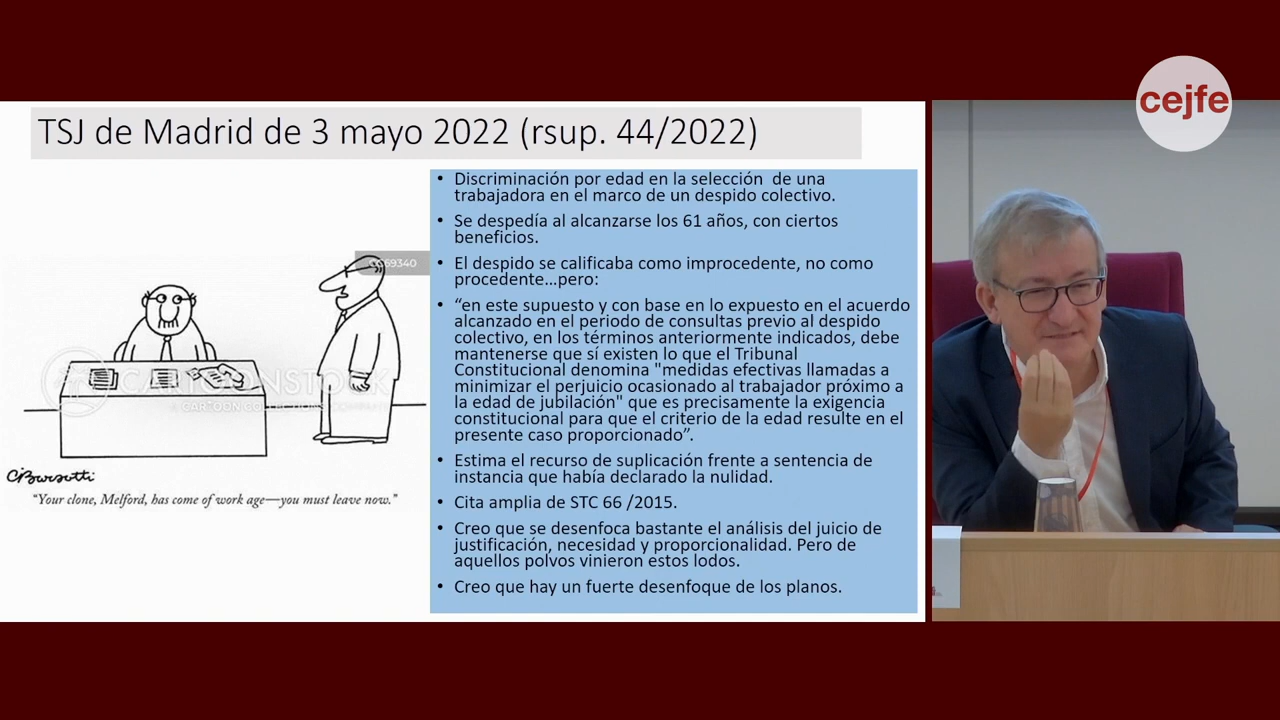 cejfe
TSJ de Madrid de 3 mayo 2022 (rsup. 44/2022)
• Discriminación por edad en la selección de una
trabajadora en el marco de un despido colectivo.
• Se despedía al alcanzarse los 61 años, con ciertos
beneficios.
• El despido se calificaba como improcedente, no como
procedente…pero:
• “en este supuesto y con base en lo expuesto en el acuerdo
alcanzado en el periodo de consultas previo al despido
colectivo, en los términos anteriormente indicados, debe
mantenerse que sí existen lo que el Tribunal
Constitucional denomina "medidas efectivas llamadas a
minimizar el perjuicio ocasionado al trabajador próximo a
la edad de jubilación" que es precisamente la exigencia
constitucional para que el criterio de la edad resulte en el
presente caso proporcionado”.
• Estima el recurso de suplicación frente a sentencia de
instancia que había declarado la nulidad.
• Cita amplia de STC 66 /2015.
• Creo que se desenfoca bastante el análisis del juicio de
justificación, necesidad y proporcionalidad. Pero de
aquellos polvos vinieron estos lodos.
• Creo que hay un fuerte desenfoque de los planos.
CARTOONSTOCK
C. Barsotti
“Your clone, Melford, has come of work age—you must leave now.”